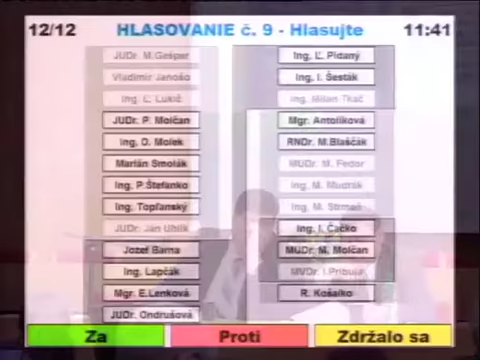 12/12 HLASOVANIE č. 9 - Hlasujte 11:41
JUDr. M.Gešper
Vladimír Janošo
Ing. Ľ. Lukič
JUDr. P. Molčan
Ing. D. Molek
Marián Smolák
Ing. P.Štefanko
Ing. Topľanský
JUDr. Ján Uhlík
Jozef Barna
Ing. Lapčák
Mgr. E.Lenková
JUDr. Ondrušová
Ing. Ľ. Pidaný
Ing. I. Šesták
Ing. Milan Tkáč
Mgr. Antolíková
RNDr. M.Blaščák
MUDr. M. Fedor
Ing. M. Mudrák
Ing. M. Strmeň
Ing. I. Čačko
MUDr. M. Molčan
MVDr. I.Pribula
R. Košalko
Za Proti Zdržalo sa